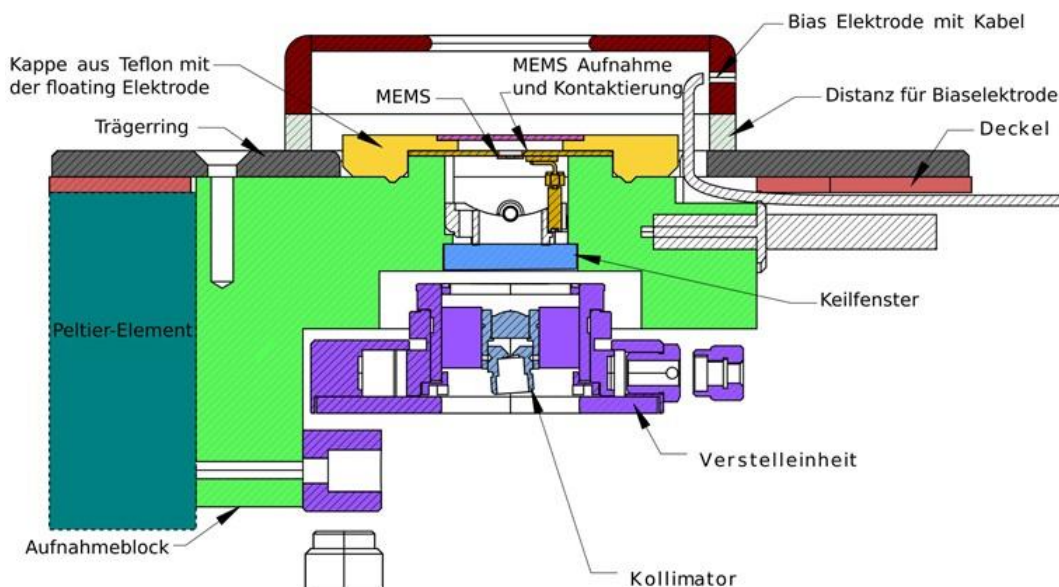 Bias Elektrode mit Kabel
Kappe aus Teflon mit
der floating Elektrode
MEMS Aufnahme
und Kontaktierung
MEMS
Distanz für Biaselektrode
Trägerring
Deckel
Keilfenster
Peltier-Element
Verstelleinheit
Aufnahmeblock
Kollimator